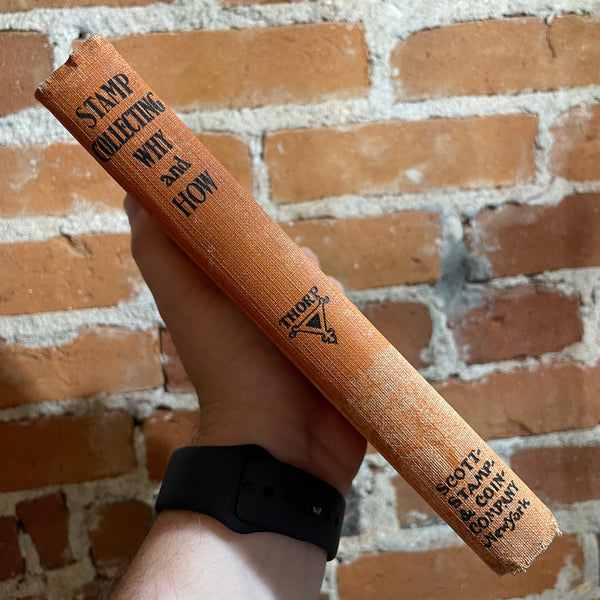 STAMP
COLLECTING
WHY
and
HOW
THORP
SCOTT-
STAMP-
& COIN-
COMPANY
New York